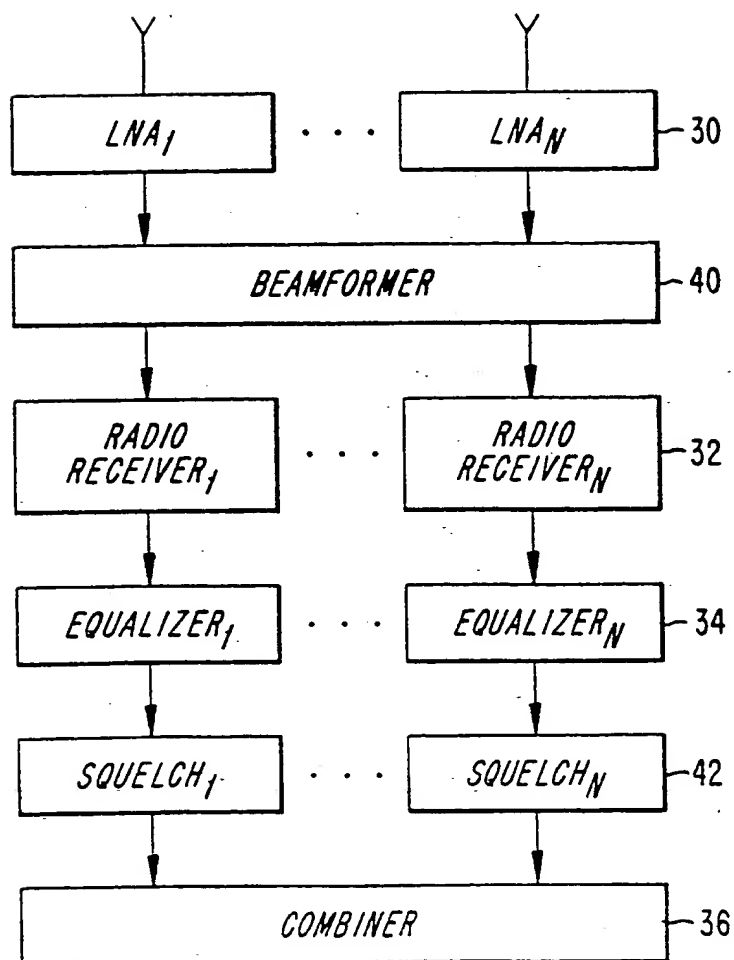 LNA1 . . . LNAN 30
BEAMFORMER 40
RADIO RECEIVER1 . . . RADIO RECEIVERN 32
EQUALIZER1 . . . EQUALIZERN 34
SQUELCH1 . . . SQUELCHN 42
COMBINER 36